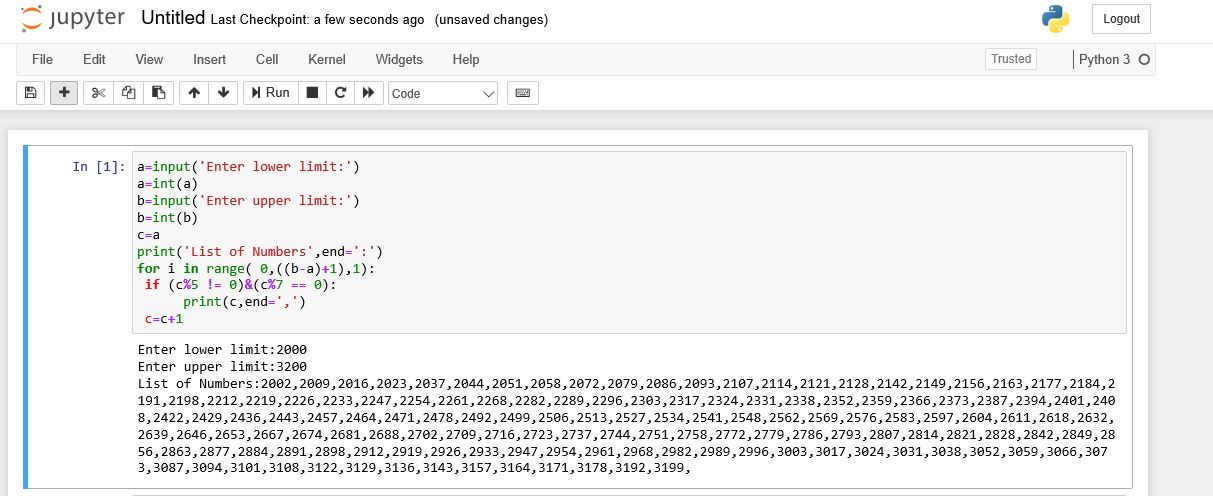 jupyter Untitled Last Checkpoint: a few seconds ago (unsaved changes) Logout
File Edit View Insert Cell Kernel Widgets Help Trusted Python 3
Run Code
In [1]: a=input('Enter lower limit:')
a=int(a)
b=input('Enter upper limit:')
b=int(b)
c=a
print('List of Numbers',end=':')
for i in range( 0,((b-a)+1),1):
 if (c%5 != 0)&(c%7 == 0):
      print(c,end=',')
 c=c+1
Enter lower limit:2000
Enter upper limit:3200
List of Numbers:2002,2009,2016,2023,2037,2044,2051,2058,2072,2079,2086,2093,2107,2114,2121,2128,2142,2149,2156,2163,2177,2184,2
191,2198,2212,2219,2226,2233,2247,2254,2261,2268,2282,2289,2296,2303,2317,2324,2331,2338,2352,2359,2366,2373,2387,2394,2401,240
8,2422,2429,2436,2443,2457,2464,2471,2478,2492,2499,2506,2513,2527,2534,2541,2548,2562,2569,2576,2583,2597,2604,2611,2618,2632,
2639,2646,2653,2667,2674,2681,2688,2702,2709,2716,2723,2737,2744,2751,2758,2772,2779,2786,2793,2807,2814,2821,2828,2842,2849,28
56,2863,2877,2884,2891,2898,2912,2919,2926,2933,2947,2954,2961,2968,2982,2989,2996,3003,3017,3024,3031,3038,3052,3059,3066,307
3,3087,3094,3101,3108,3122,3129,3136,3143,3157,3164,3171,3178,3192,3199,